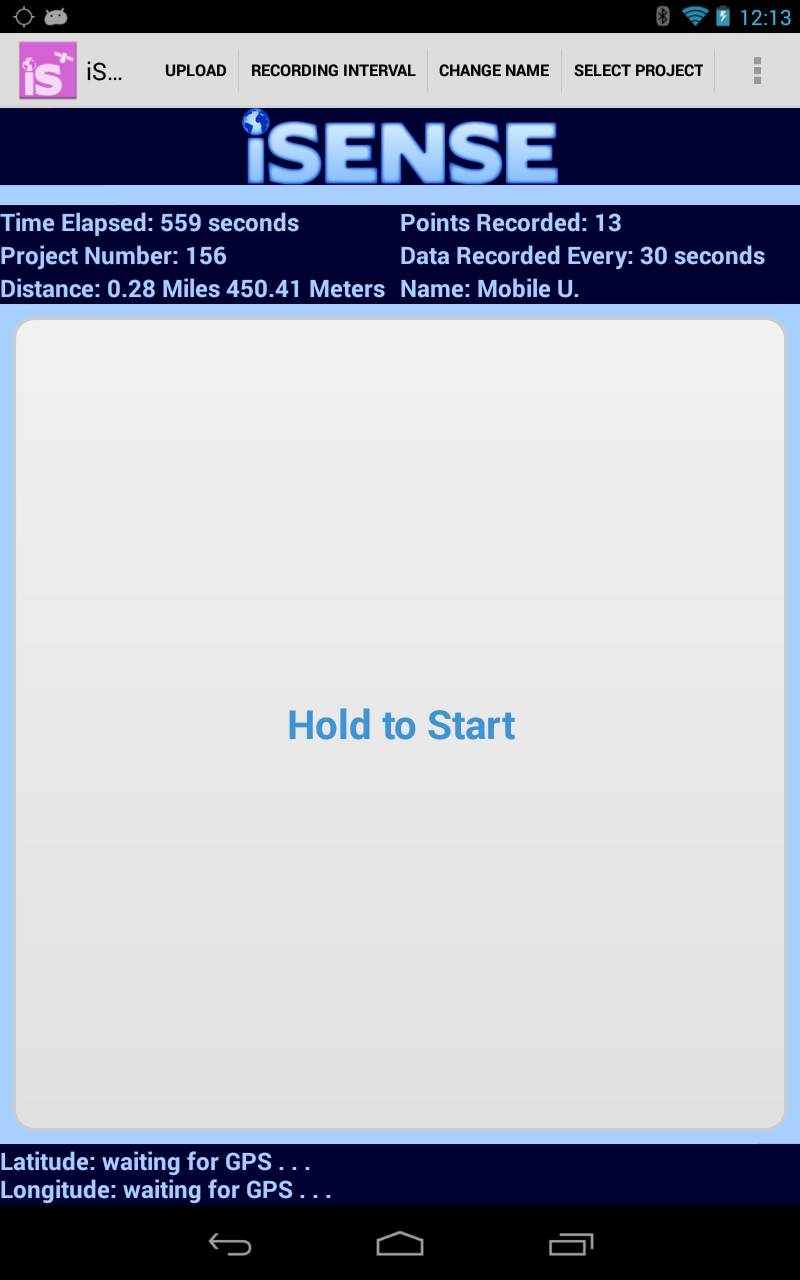 12:13
iS
iS...
UPLOAD
RECORDING INTERVAL
CHANGE NAME
SELECT PROJECT
iSENSE
Time Elapsed: 559 seconds
Points Recorded: 13
Project Number: 156
Data Recorded Every: 30 seconds
Distance: 0.28 Miles 450.41 Meters
Name: Mobile U.
Hold to Start
Latitude: waiting for GPS . . .
Longitude: waiting for GPS . . .